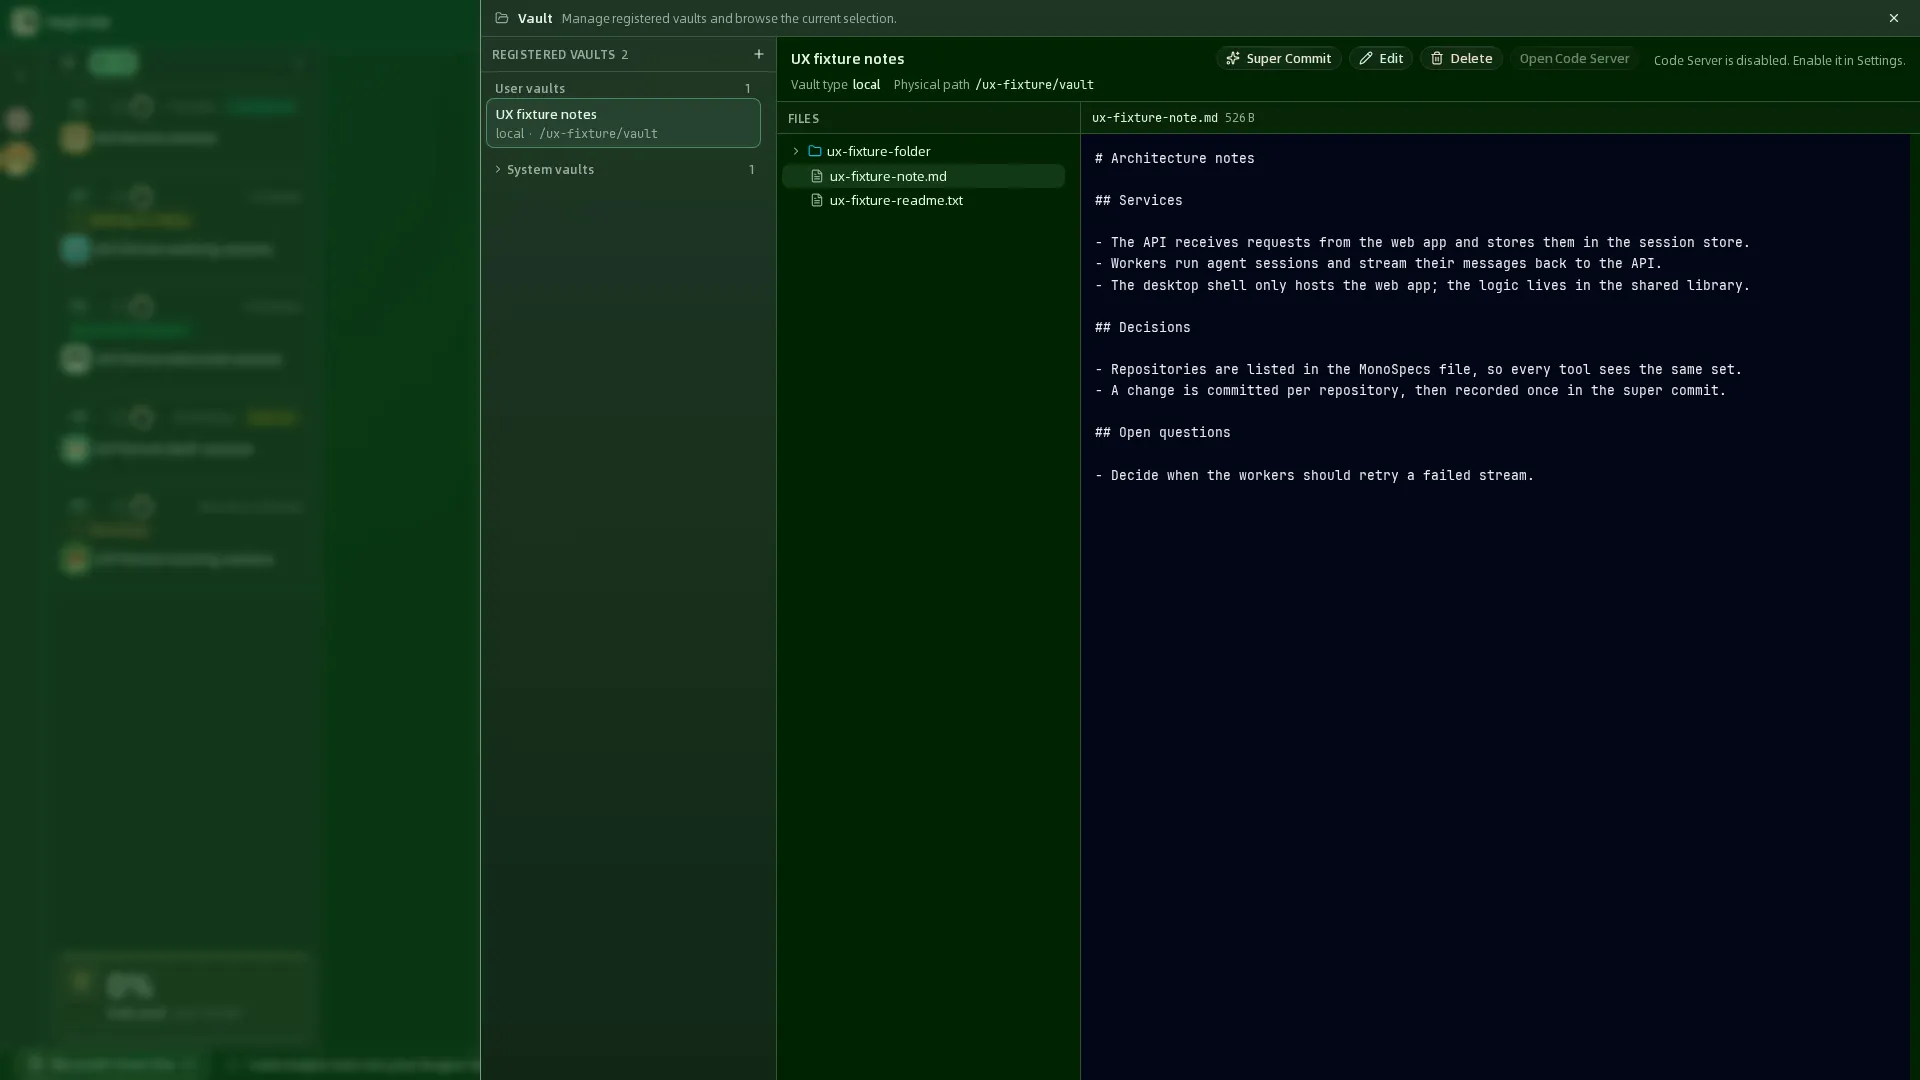 Vault Manage registered vaults and browse the current selection.
REGISTERED VAULTS 2
User vaults 1
UX fixture notes
local · /ux-fixture/vault
System vaults 1
UX fixture notes
Super Commit
Edit
Delete
Open Code Server
Code Server is disabled. Enable it in Settings.
Vault type local Physical path /ux-fixture/vault
FILES
ux-fixture-folder
ux-fixture-note.md
ux-fixture-readme.txt
ux-fixture-note.md 526 B
# Architecture notes
## Services
- The API receives requests from the web app and stores them in the session store.
- Workers run agent sessions and stream their messages back to the API.
- The desktop shell only hosts the web app; the logic lives in the shared library.
## Decisions
- Repositories are listed in the MonoSpecs file, so every tool sees the same set.
- A change is committed per repository, then recorded once in the super commit.
## Open questions
- Decide when the workers should retry a failed stream.